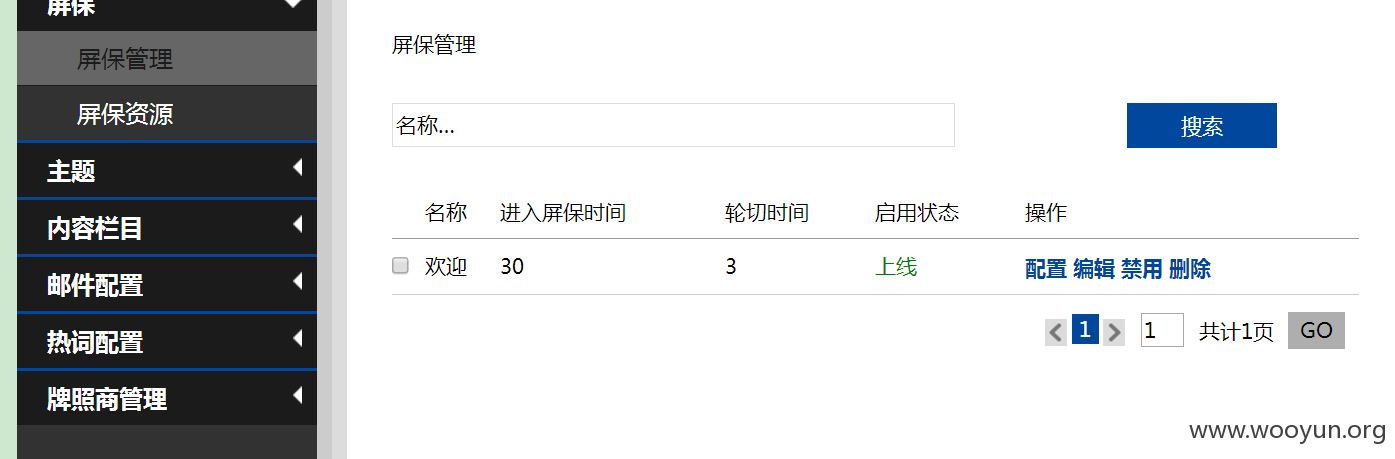 屏保
屏保管理
屏保资源
主题
内容栏目
邮件配置
热词配置
牌照商管理
屏保管理
名称...
搜索
名称 进入屏保时间 轮切时间 启用状态 操作
欢迎 30 3 上线 配置 编辑 禁用 删除
1 1 共计1页 GO
www.wooyun.org